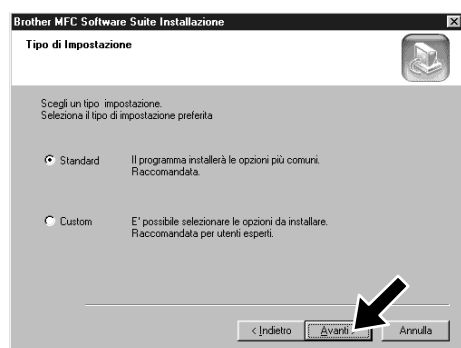 Brother MFC Software Suite Installazione
Tipo di Impostazione
Scegli un tipo impostazione.
Seleziona il tipo di impostazione preferita
Standard
Il programma installerà le opzioni più comuni.
Raccomandata.
Custom
E' possibile selezionare le opzioni da installare.
Raccomandata per utenti esperti.
< Indietro
Avanti >
Annulla